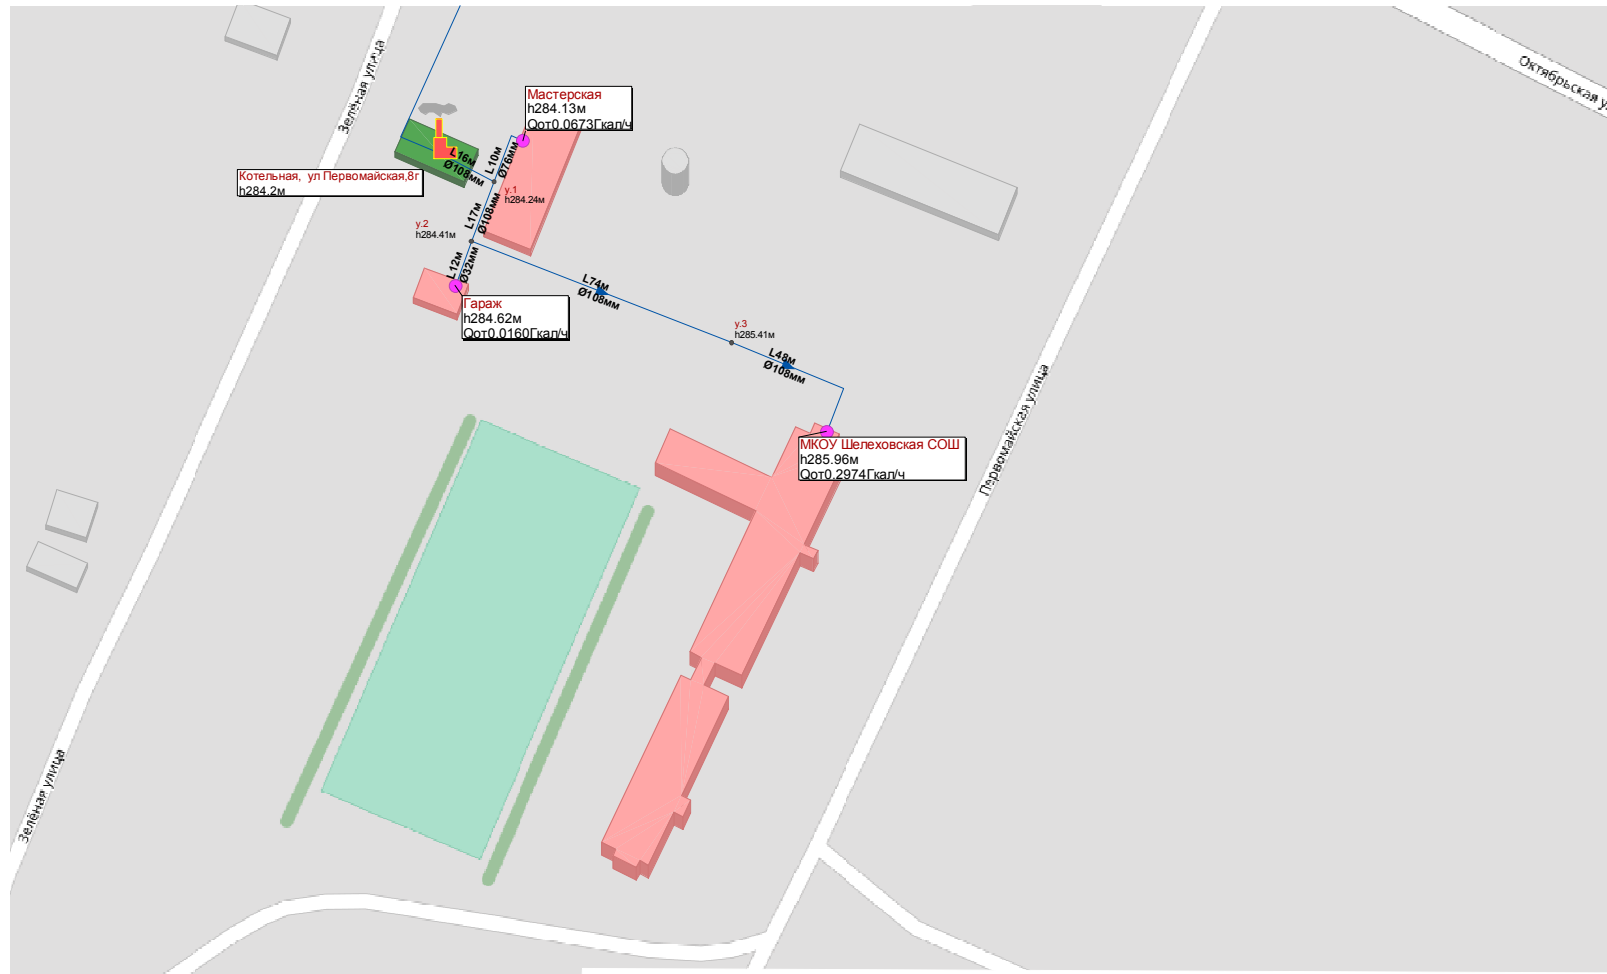 Октябрьская у
Зелёная улица
Мастерская
h284.13м
Qот0.0673Гкал/ч
L16м
Ø108мм
L10м
Ø76мм
Котельная, ул Первомайская,8г
h284.2м
у.1
h284.24м
L17м
Ø108мм
у.2
h284.41м
L12м
Ø32мм
Гараж
h284.62м
Qот0.0160Гкал/ч
L74м
Ø108мм
у.3
h285.41м
L48м
Ø108мм
Первомайская улица
МКОУ Шелеховская СОШ
h285.96м
Qот0.2974Гкал/ч
Зелёная улица